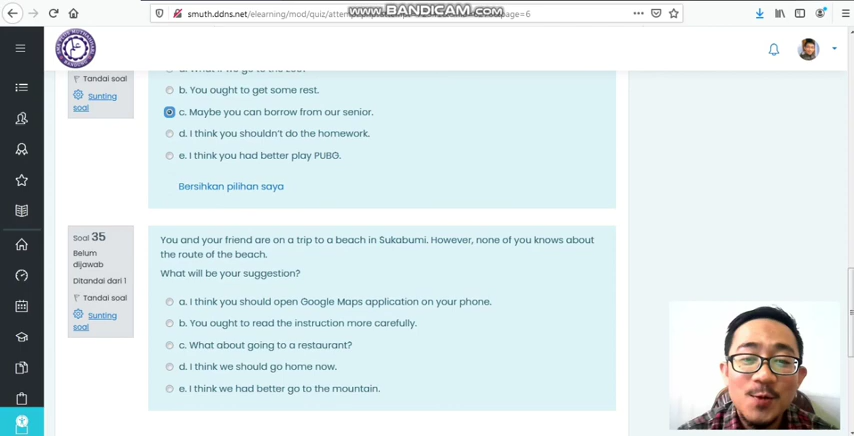 www.BANDICAM.com
smuth.ddns.net/elearning/mod/quiz/attempt
page=6
Tandai soal
Sunting
soal
b. You ought to get some rest.
c. Maybe you can borrow from our senior.
d. I think you shouldn't do the homework.
e. I think you had better play PUBG.
Bersihkan pilihan saya
Soal 35
Belum
dijawab
Ditandai dari 1
Tandai soal
Sunting
soal
You and your friend are on a trip to a beach in Sukabumi. However, none of you knows about
the route of the beach.
What will be your suggestion?
a. I think you should open Google Maps application on your phone.
b. You ought to read the instruction more carefully.
c. What about going to a restaurant?
d. I think we should go home now.
e. I think we had better go to the mountain.